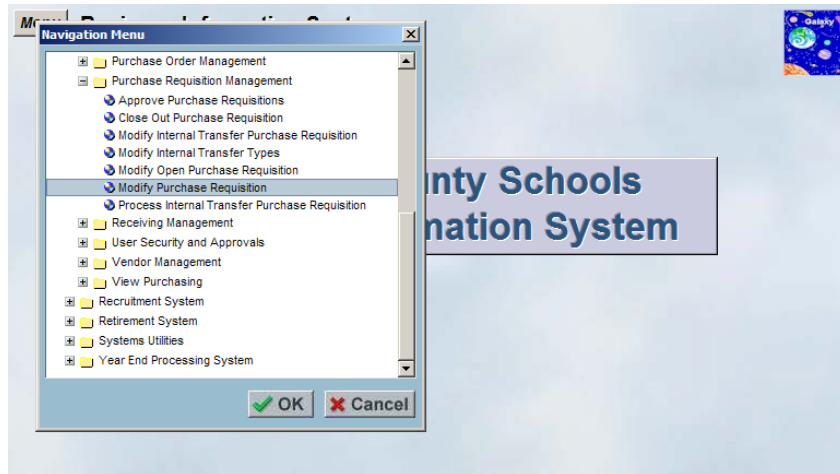 Menu
Galaxy
Navigation Menu
Purchase Order Management
Purchase Requisition Management
Approve Purchase Requisitions
Close Out Purchase Requisition
Modify Internal Transfer Purchase Requisition
Modify Internal Transfer Types
Modify Open Purchase Requisition
Modify Purchase Requisition
Process Internal Transfer Purchase Requisition
Receiving Management
User Security and Approvals
Vendor Management
View Purchasing
Recruitment System
Retirement System
Systems Utilities
Year End Processing System
OK Cancel
unty Schools
mation System